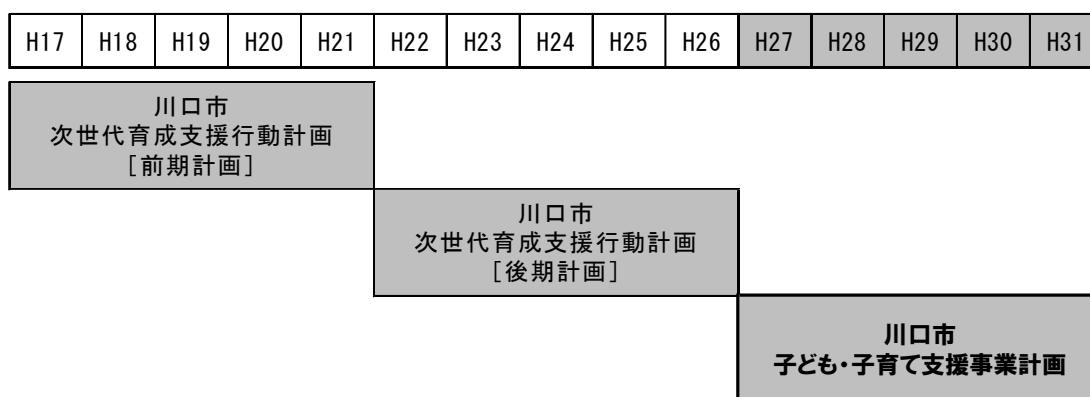 H17 H18 H19 H20 H21 H22 H23 H24 H25 H26 H27 H28 H29 H30 H31
川口市
次世代育成支援行動計画
[前期計画]
川口市
次世代育成支援行動計画
[後期計画]
川口市
子ども・子育て支援事業計画